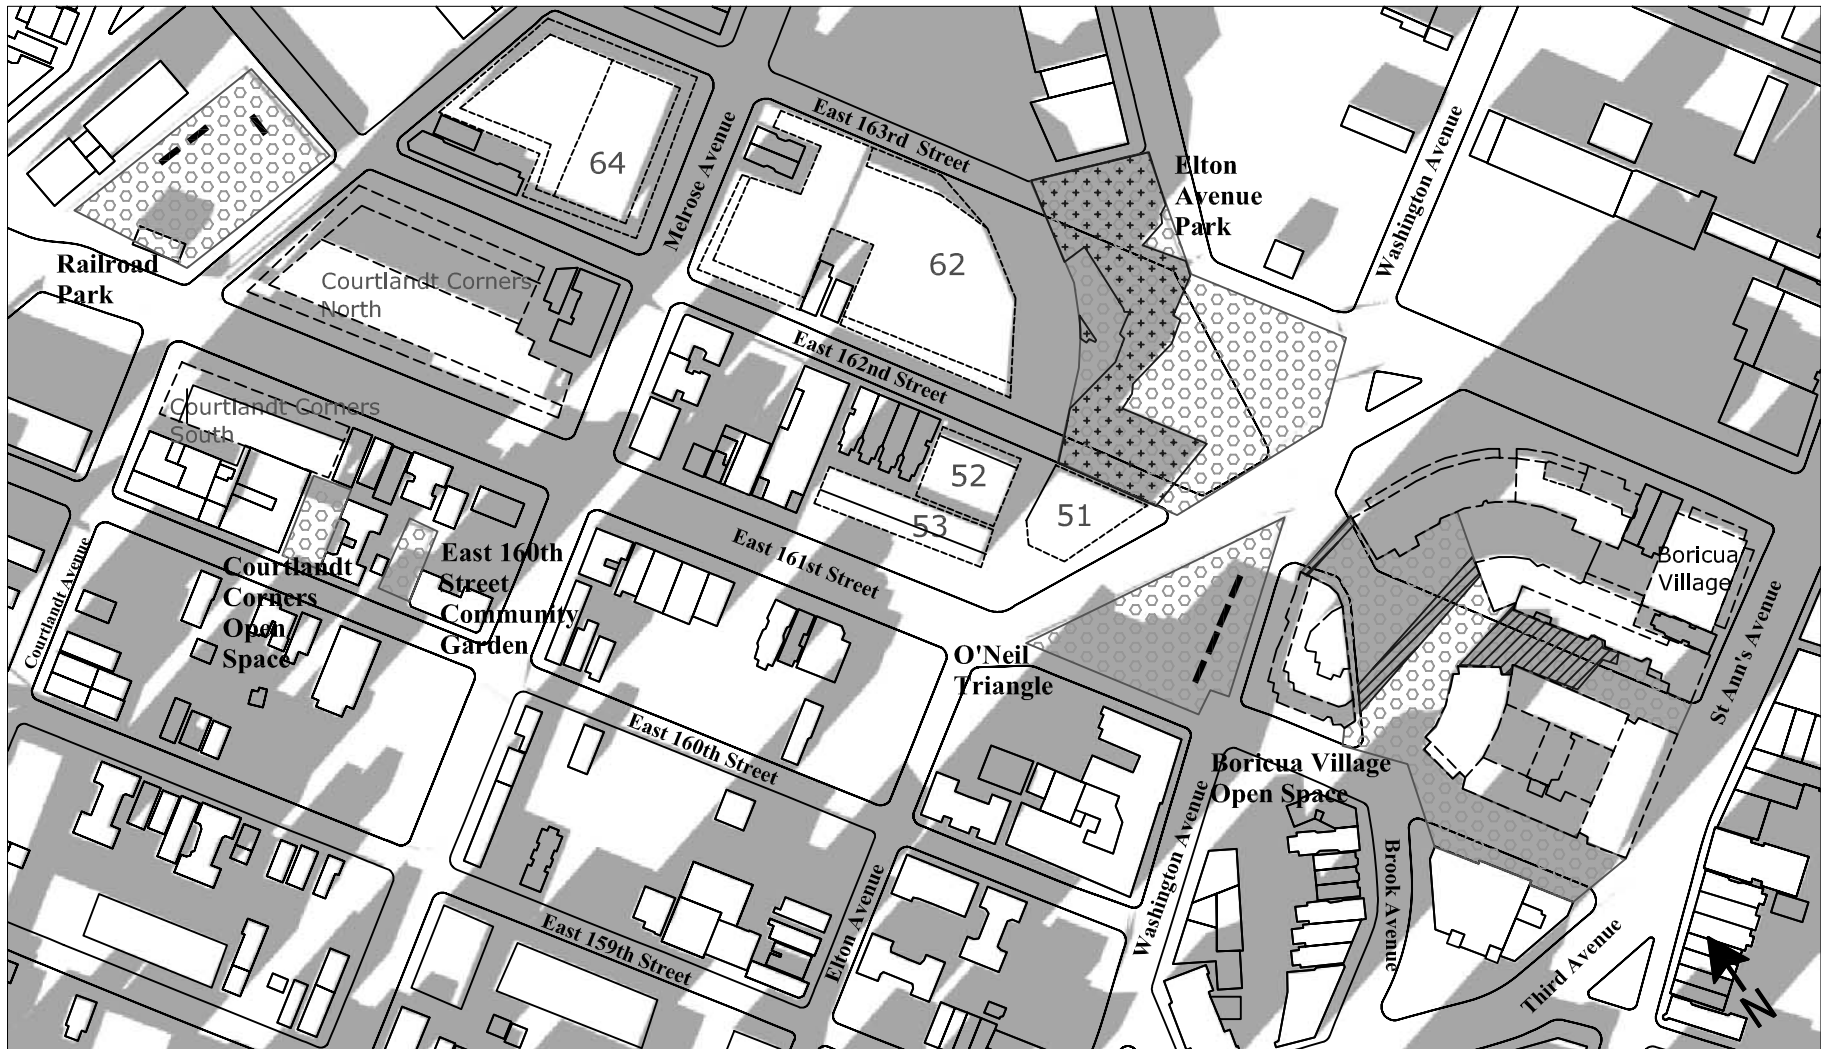 East 163rd Street
Elton
Avenue
Park
Washington Avenue
Melrose Avenue
64
62
Railroad
Park
Courtlandt Corners
North
East 162nd Street
Courtlandt Corners
South
52
53
51
East 161st Street
Courtlandt Avenue
Courtlandt
Corners
Open
Space
East 160th
Street
Community
Garden
Boricua
Village
O'Neil
Triangle
St Ann's Avenue
East 160th Street
Boricua Village
Open Space
Washington Avenue
Brook Avenue
Elton Avenue
East 159th Street
Third Avenue
N